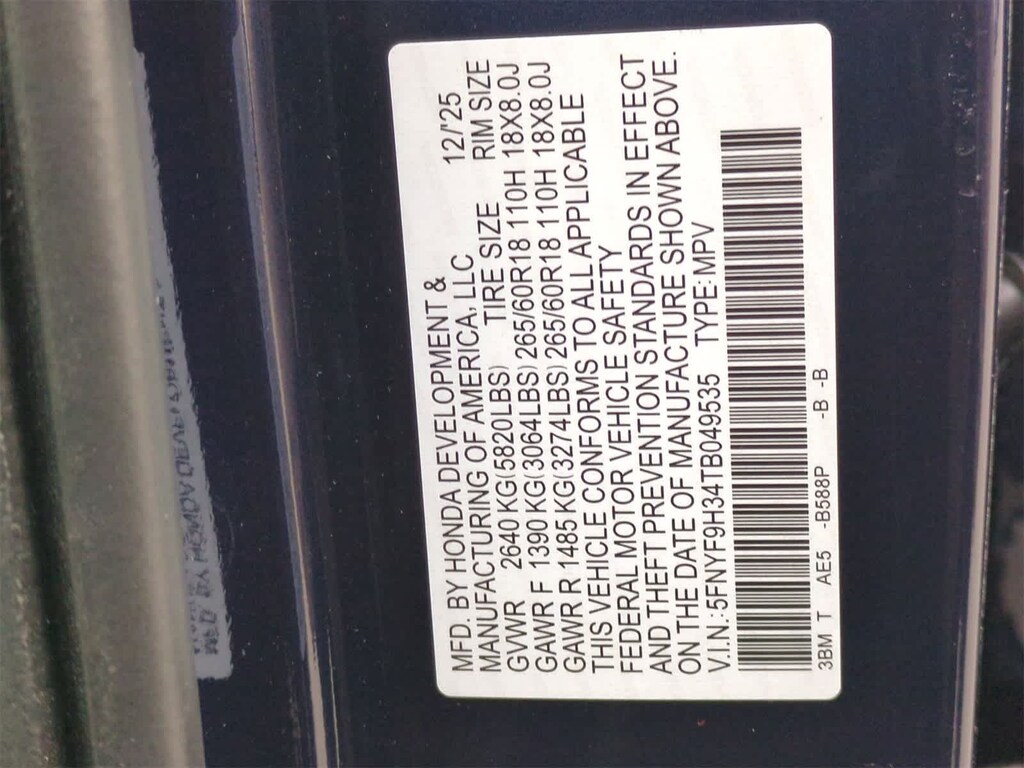 MFD. BY HONDA DEVELOPMENT &
MANUFACTURING OF AMERICA, LLC 12/'25
GVWR 2640 KG(5820LBS) TIRE SIZE RIM SIZE
GAWR F 1390 KG(3064LBS) 265/60R18 110H 18X8.0J
GAWR R 1485 KG(3274LBS) 265/60R18 110H 18X8.0J
THIS VEHICLE CONFORMS TO ALL APPLICABLE
FEDERAL MOTOR VEHICLE SAFETY
AND THEFT PREVENTION STANDARDS IN EFFECT
ON THE DATE OF MANUFACTURE SHOWN ABOVE.
V.I.N.:5FNYF9H34TB049535 TYPE:MPV
3BM T AE5 -B588P -B -B